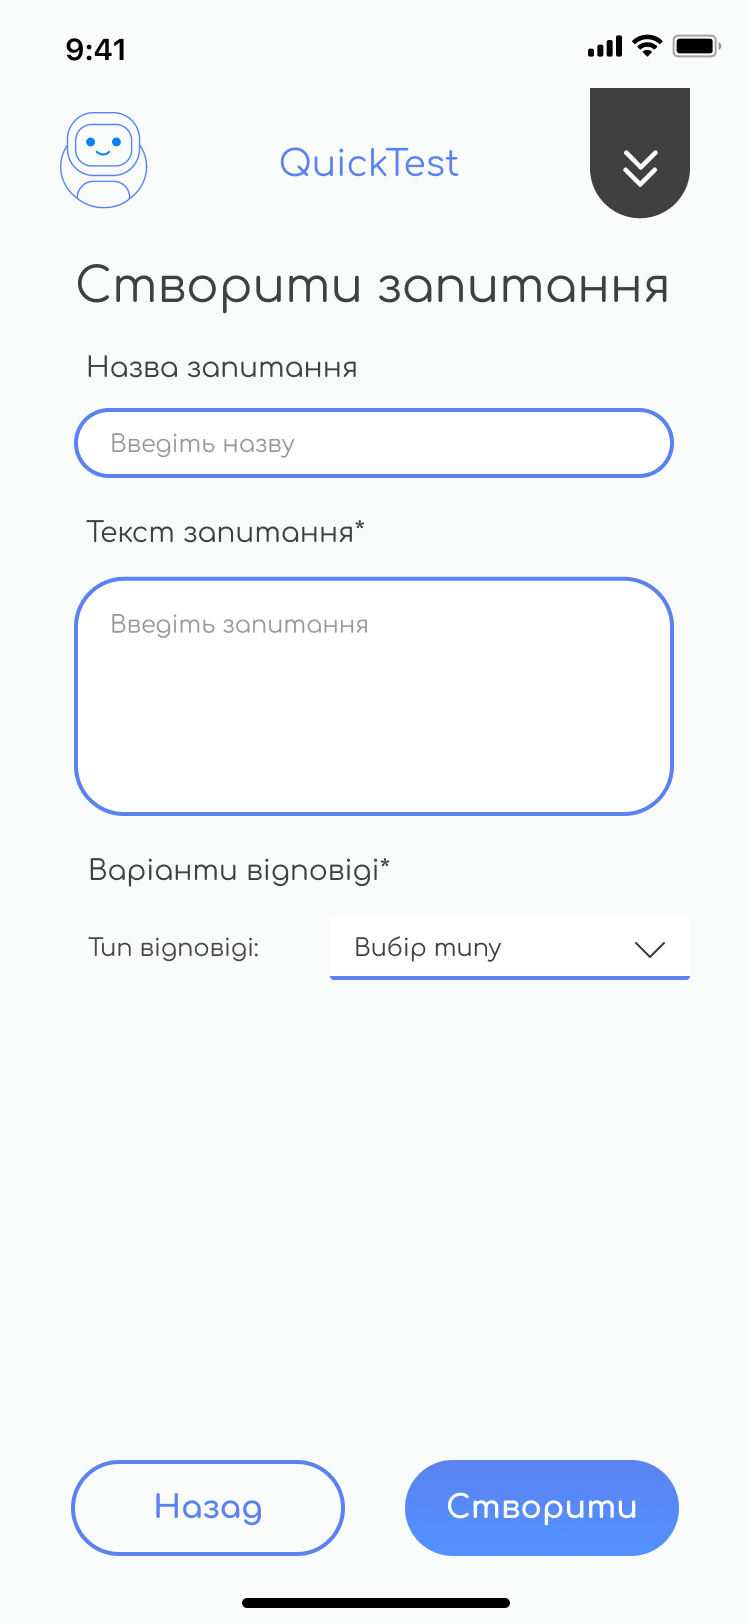 9:41
QuickTest
Створити запитання
Назва запитання
Введіть назву
Текст запитання*
Введіть запитання
Варіанти відповіді*
Тип відповіді:
Вибір типу
Назад
Створити